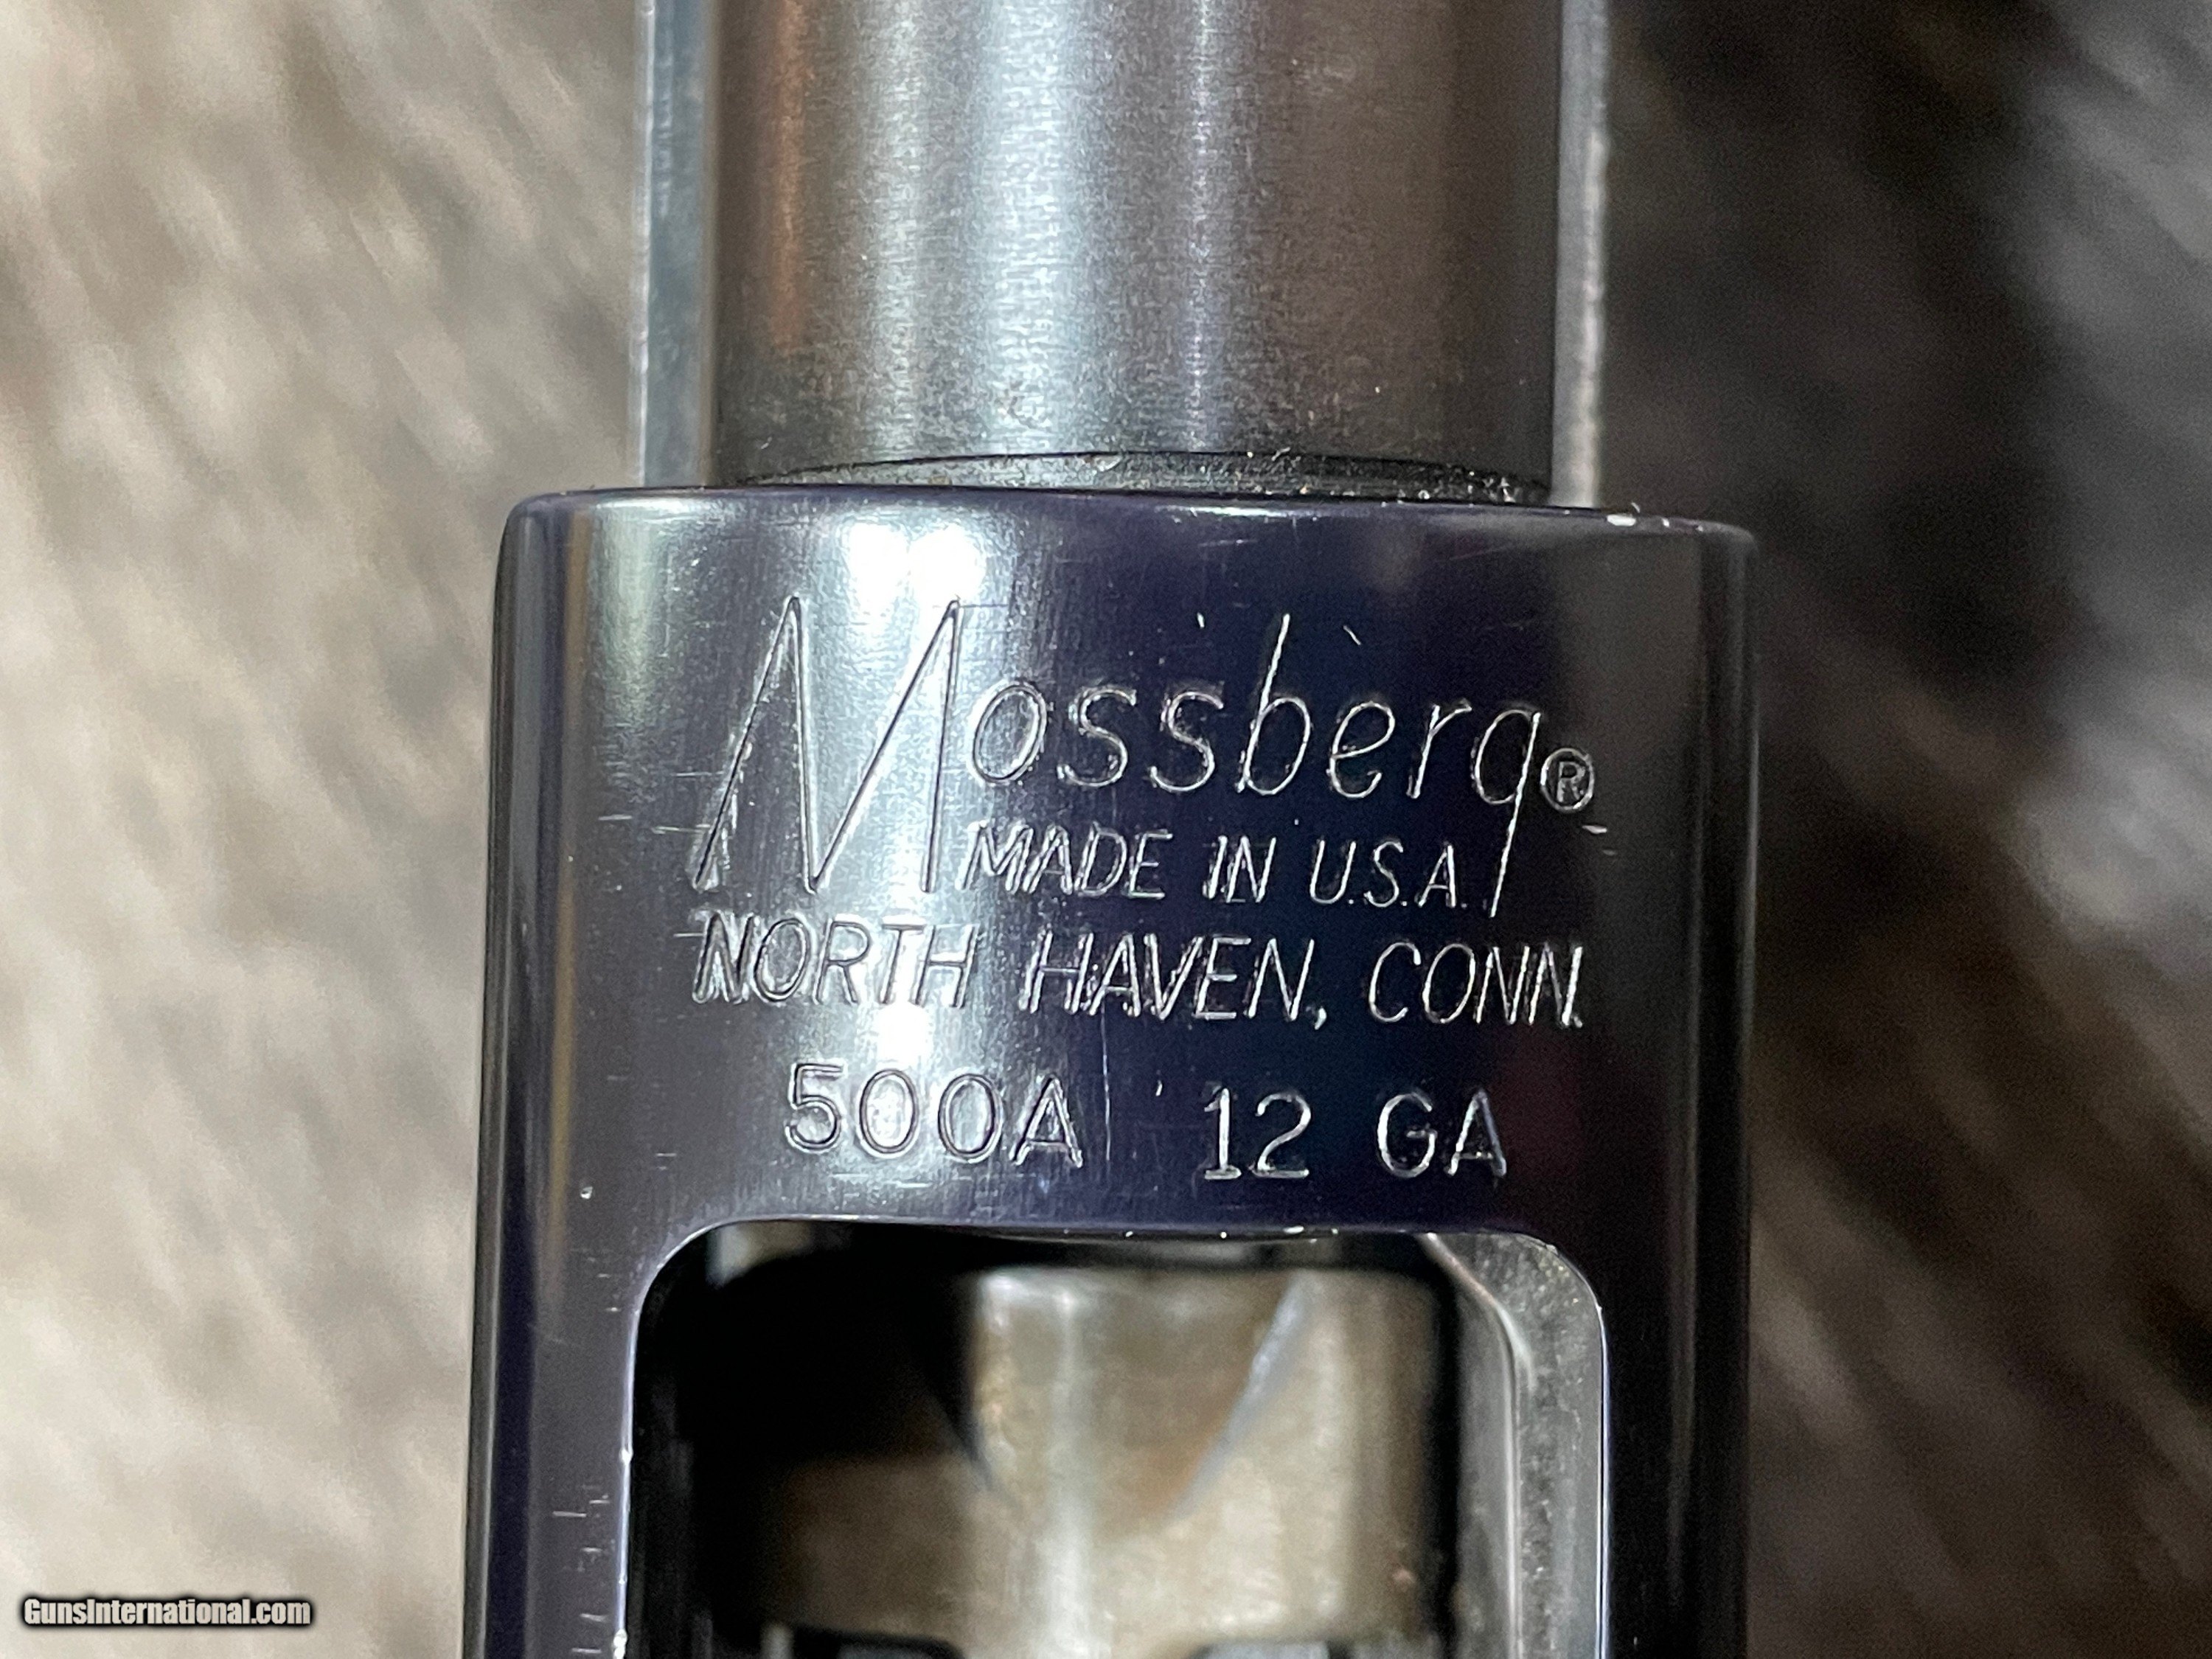 Mossberg®
MADE IN U.S.A.
NORTH HAVEN, CONN.
500A 12 GA
GunsInternational.com